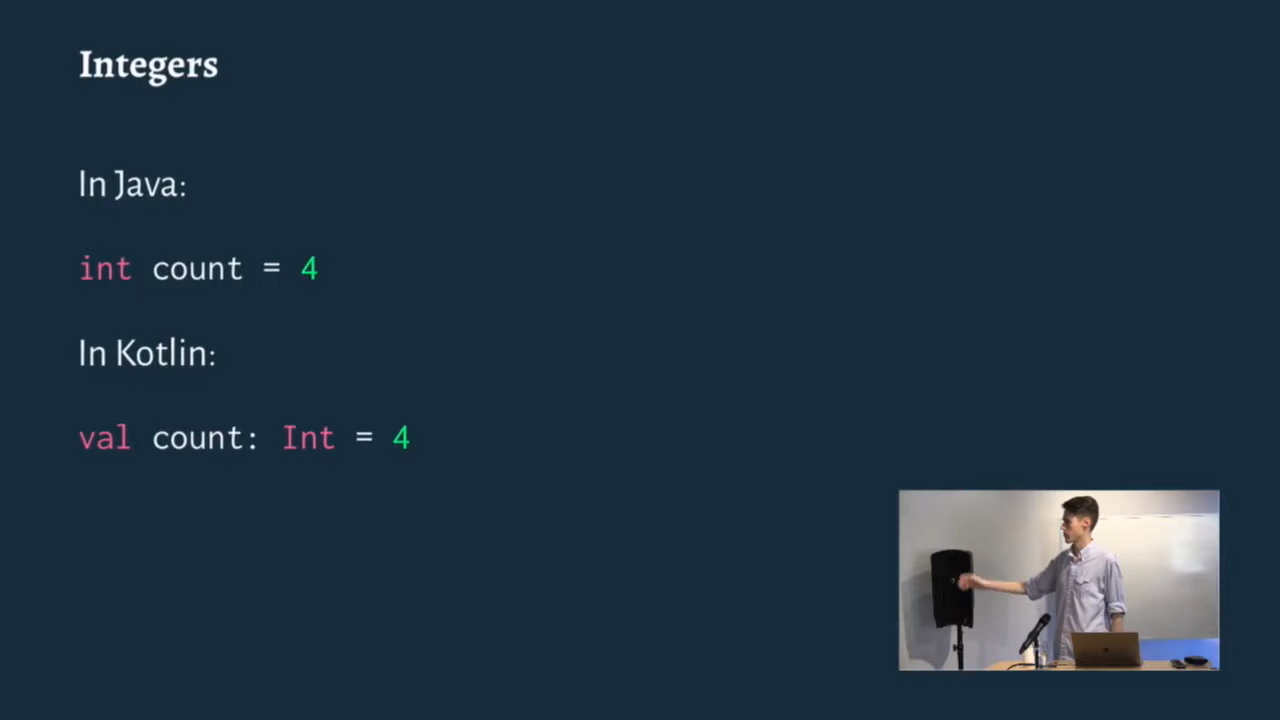 Integers
In Java:
int count = 4
In Kotlin:
val count: Int = 4